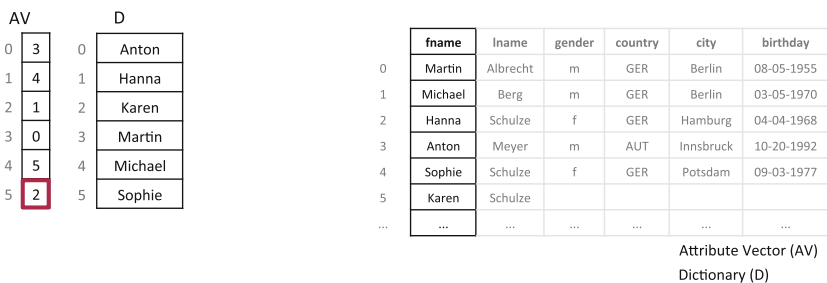 AV D
0 3 0 Anton
1 4 1 Hanna
2 1 2 Karen
3 0 3 Martin
4 5 4 Michael
5 2 5 Sophie
fname lname gender country city birthday
0 Martin Albrecht m GER Berlin 08-05-1955
1 Michael Berg m GER Berlin 03-05-1970
2 Hanna Schulze f GER Hamburg 04-04-1968
3 Anton Meyer m AUT Innsbruck 10-20-1992
4 Sophie Schulze f GER Potsdam 09-03-1977
5 Karen Schulze
... ... ... ... ... ... ...
Attribute Vector (AV)
Dictionary (D)